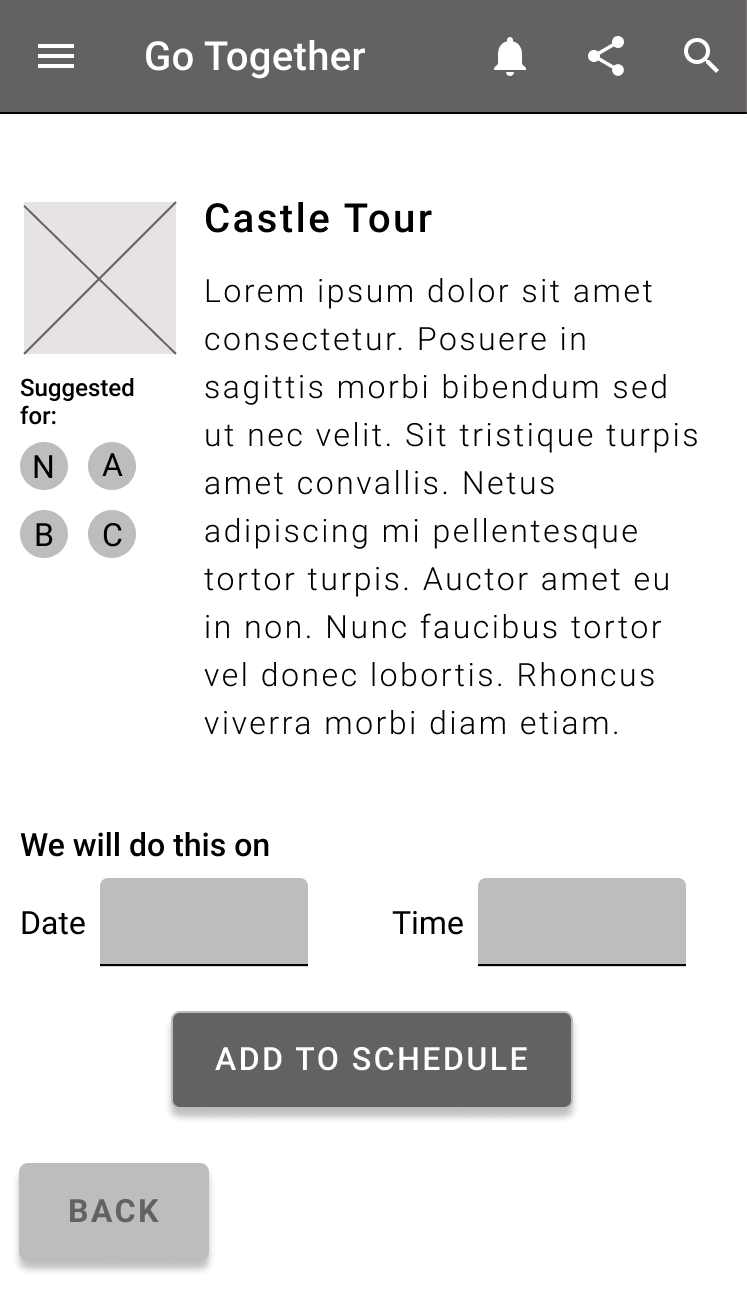 Go Together
Castle Tour
Lorem ipsum dolor sit amet
consectetur. Posuere in
sagittis morbi bibendum sed
ut nec velit. Sit tristique turpis
amet convallis. Netus
adipiscing mi pellentesque
tortor turpis. Auctor amet eu
in non. Nunc faucibus tortor
vel donec lobortis. Rhoncus
viverra morbi diam etiam.
Suggested
for:
N A
B C
We will do this on
Date Time
ADD TO SCHEDULE
BACK